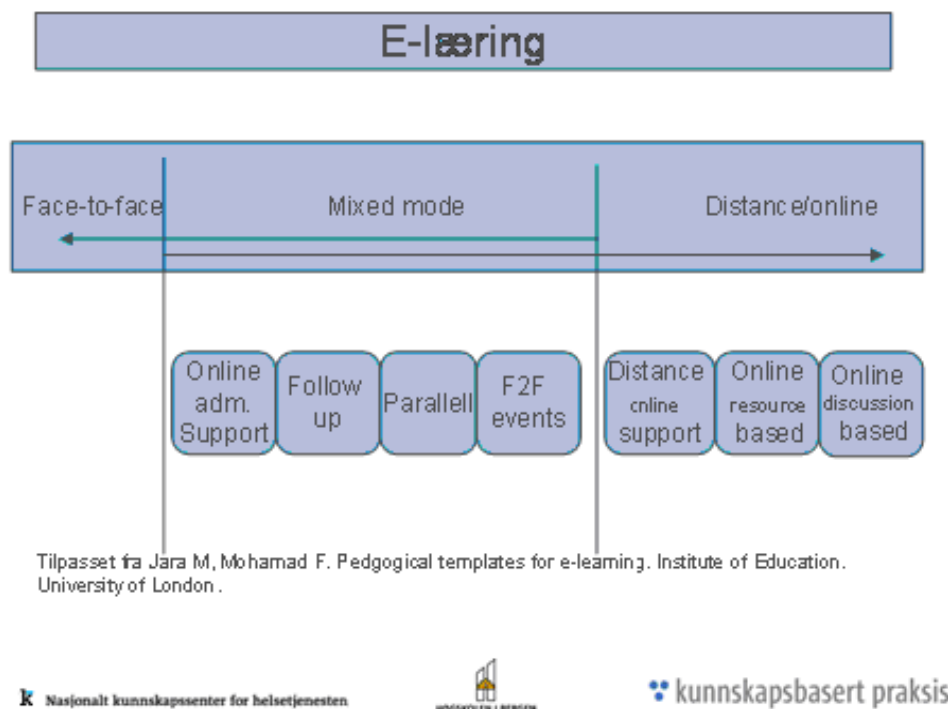 E-læring
Face-to-face
Mixed mode
Distance/online
Online
adm.
Support
Follow
up
Parallell
F2F
events
Distance
online
support
Online
resource
based
Online
discussion
based
Tilpasset fra Jara M, Mohamad F. Pedgogical templates for e-learning. Institute of Education.
University of London.
k Nasjonalt kunnskapssenter for helsetjenesten
HØGSKOLEN I BERGEN
kunnskapsbasert praksis